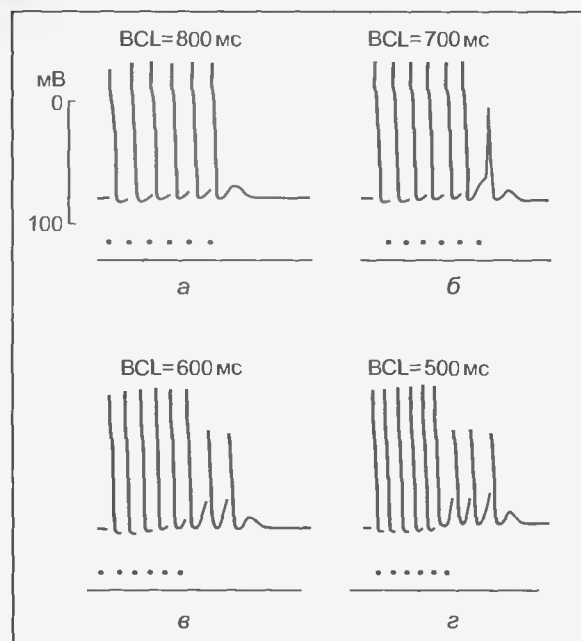 BCL=800 мс
BCL=700 мс
мВ
0
100
а
б
BCL=600 мс
BCL=500 мс
в
г